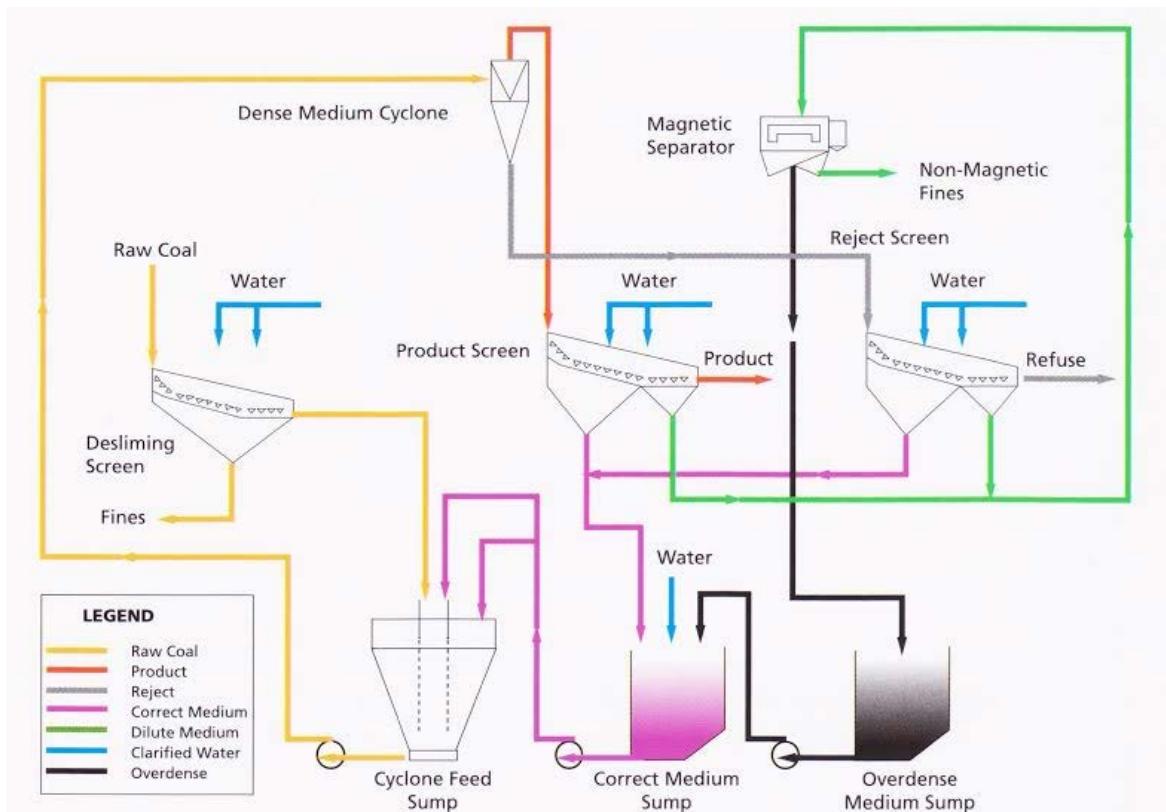 Dense Medium Cyclone
Magnetic
Separator
Non-Magnetic
Fines
Raw Coal
Reject Screen
Water
Water
Water
Product Screen
Product
Refuse
Desliming
Screen
Fines
Water
LEGEND
Raw Coal
Product
Reject
Correct Medium
Dilute Medium
Clarified Water
Overdense
Cyclone Feed
Sump
Correct Medium
Sump
Overdense
Medium Sump